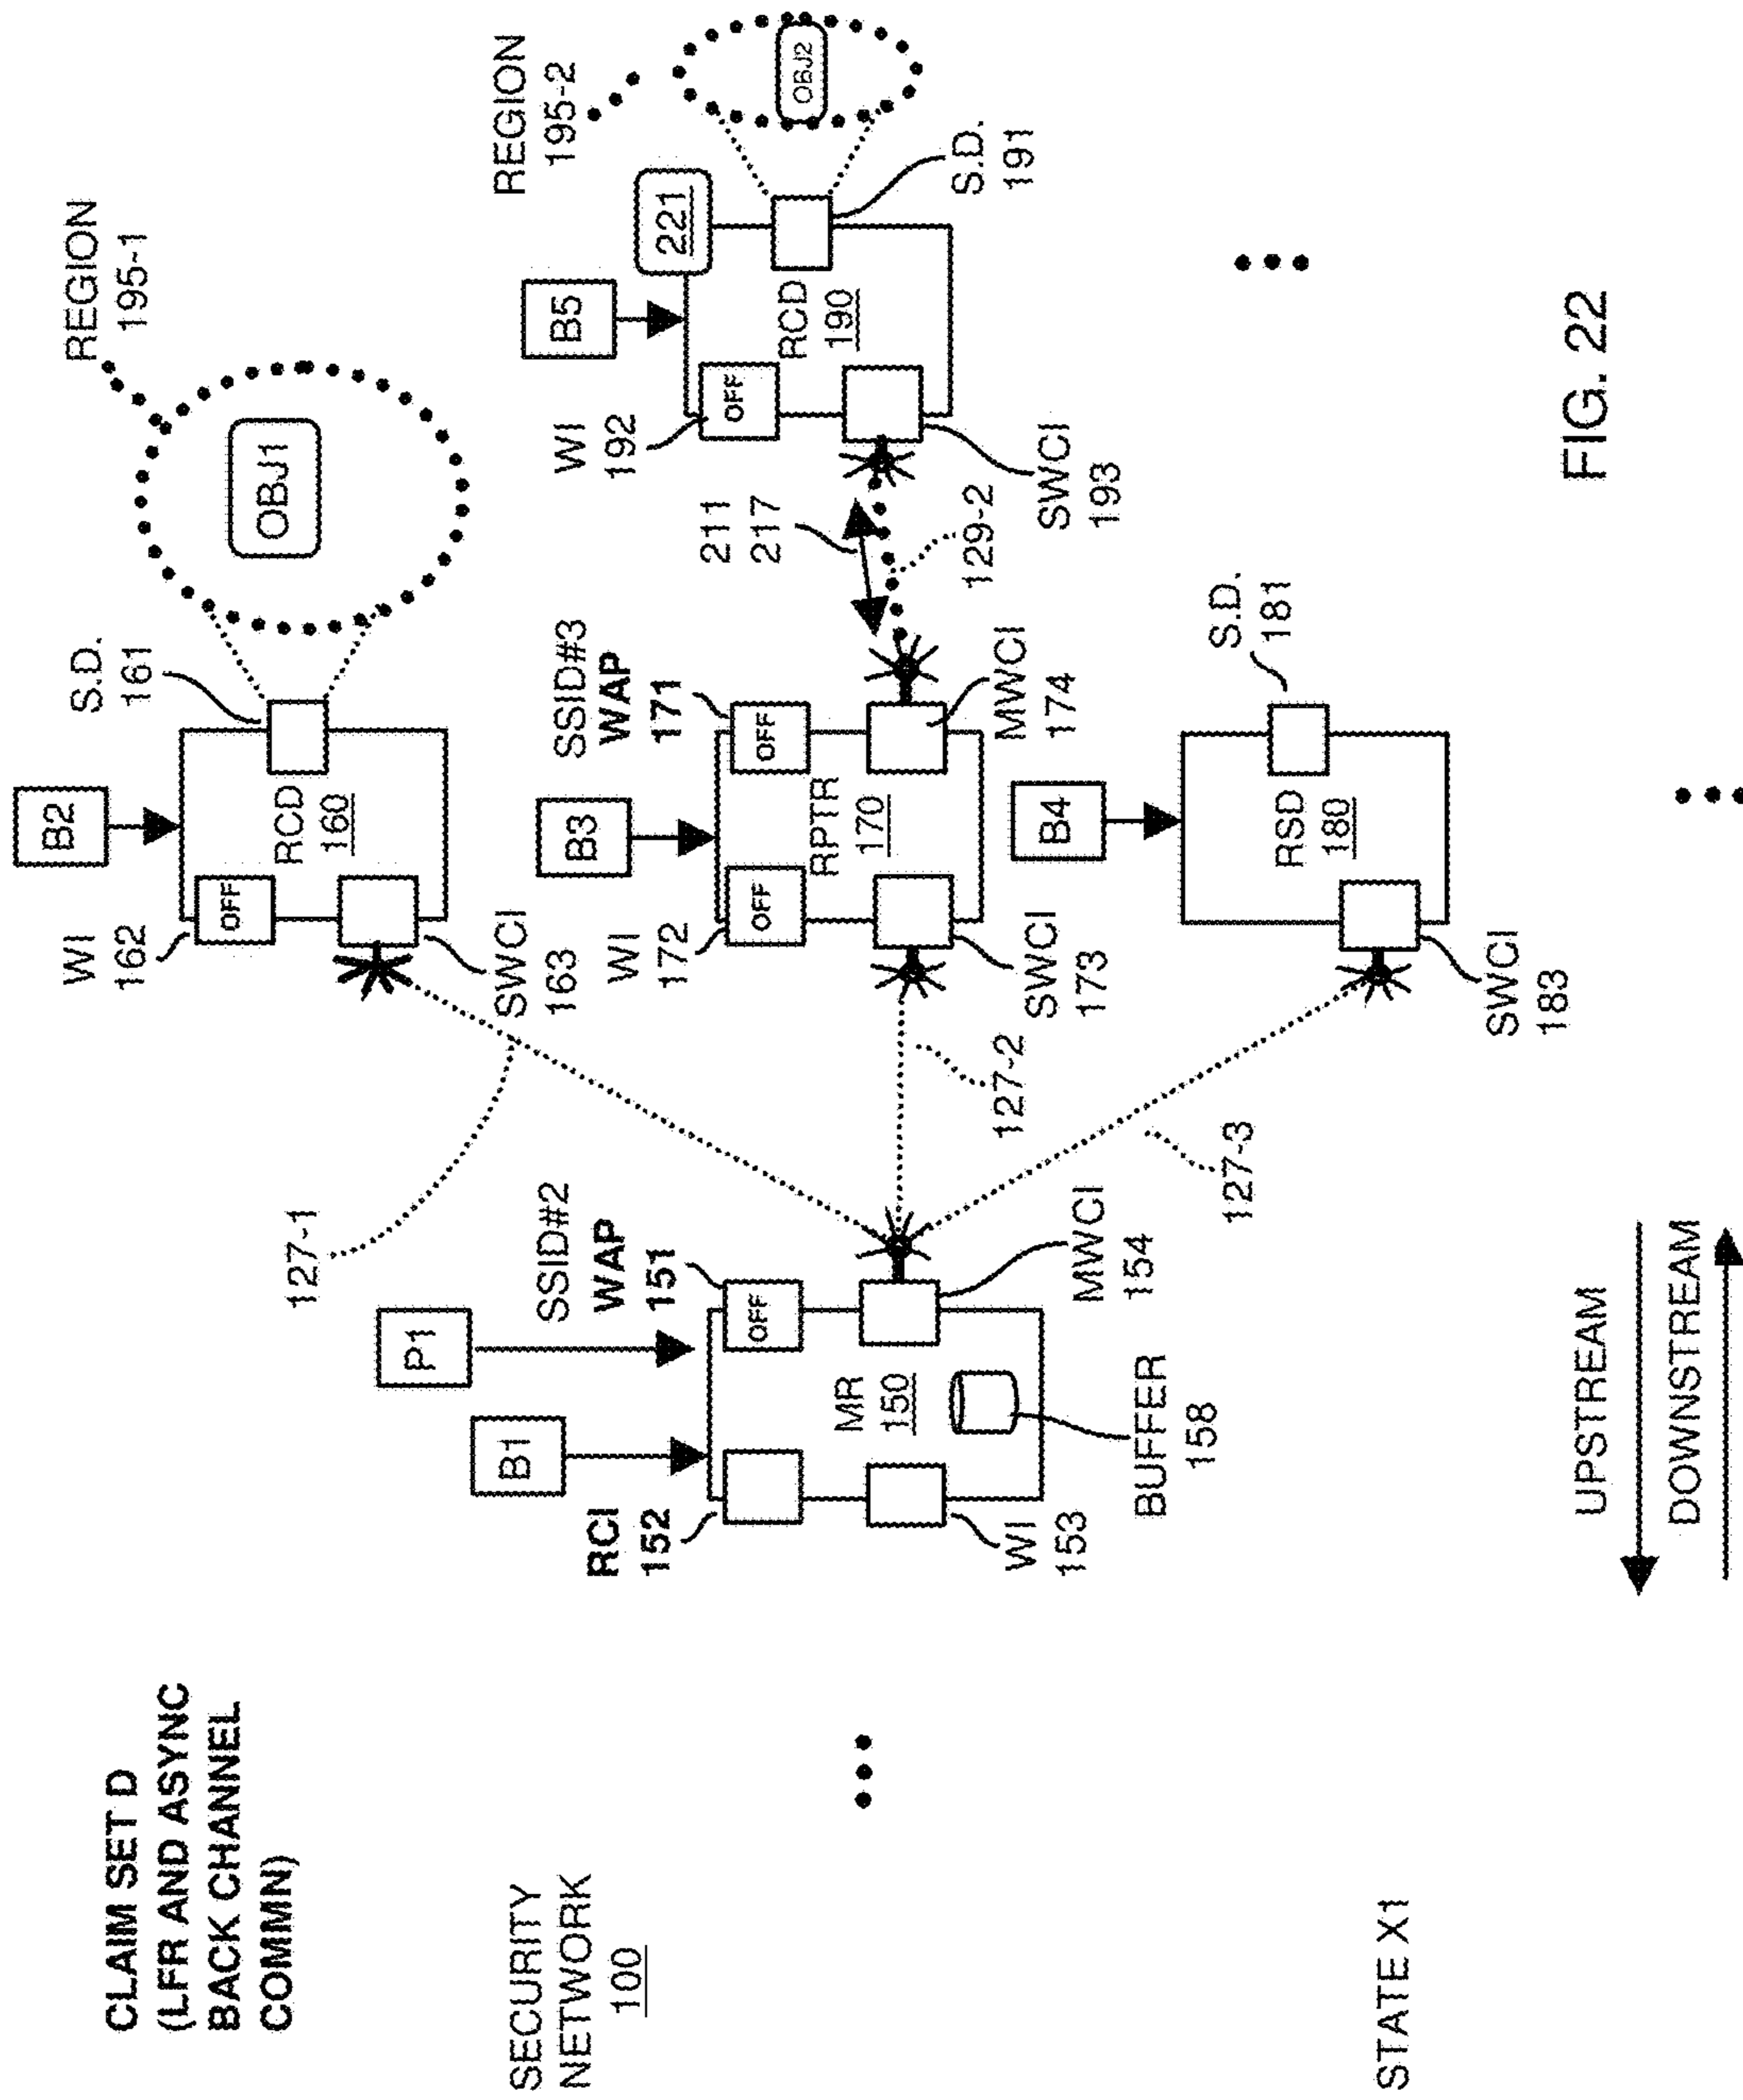 CLAIM SET D
(LFR AND ASYNC
BACK CHANNEL
COMMN)
SECURITY
NETWORK
100
STATE X1
B1
P1
SSID#2
WAP
151
OFF
RCI
152
MR
150
WI
153
BUFFER
158
MWCI
154
127-1
127-2
127-3
UPSTREAM
DOWNSTREAM
B2
WI
162
OFF
RCD
160
SWCI
163
S.D.
161
REGION
195-1
OBJ1
B3
WI
172
OFF
RPTR
170
SSID#3
WAP
171
OFF
SWCI
173
MWCI
174
B4
RSD
180
SWCI
183
S.D.
181
211
217
129-2
B5
WI
192
OFF
221
RCD
190
SWCI
193
S.D.
191
REGION
195-2
OBJ2
FIG. 22